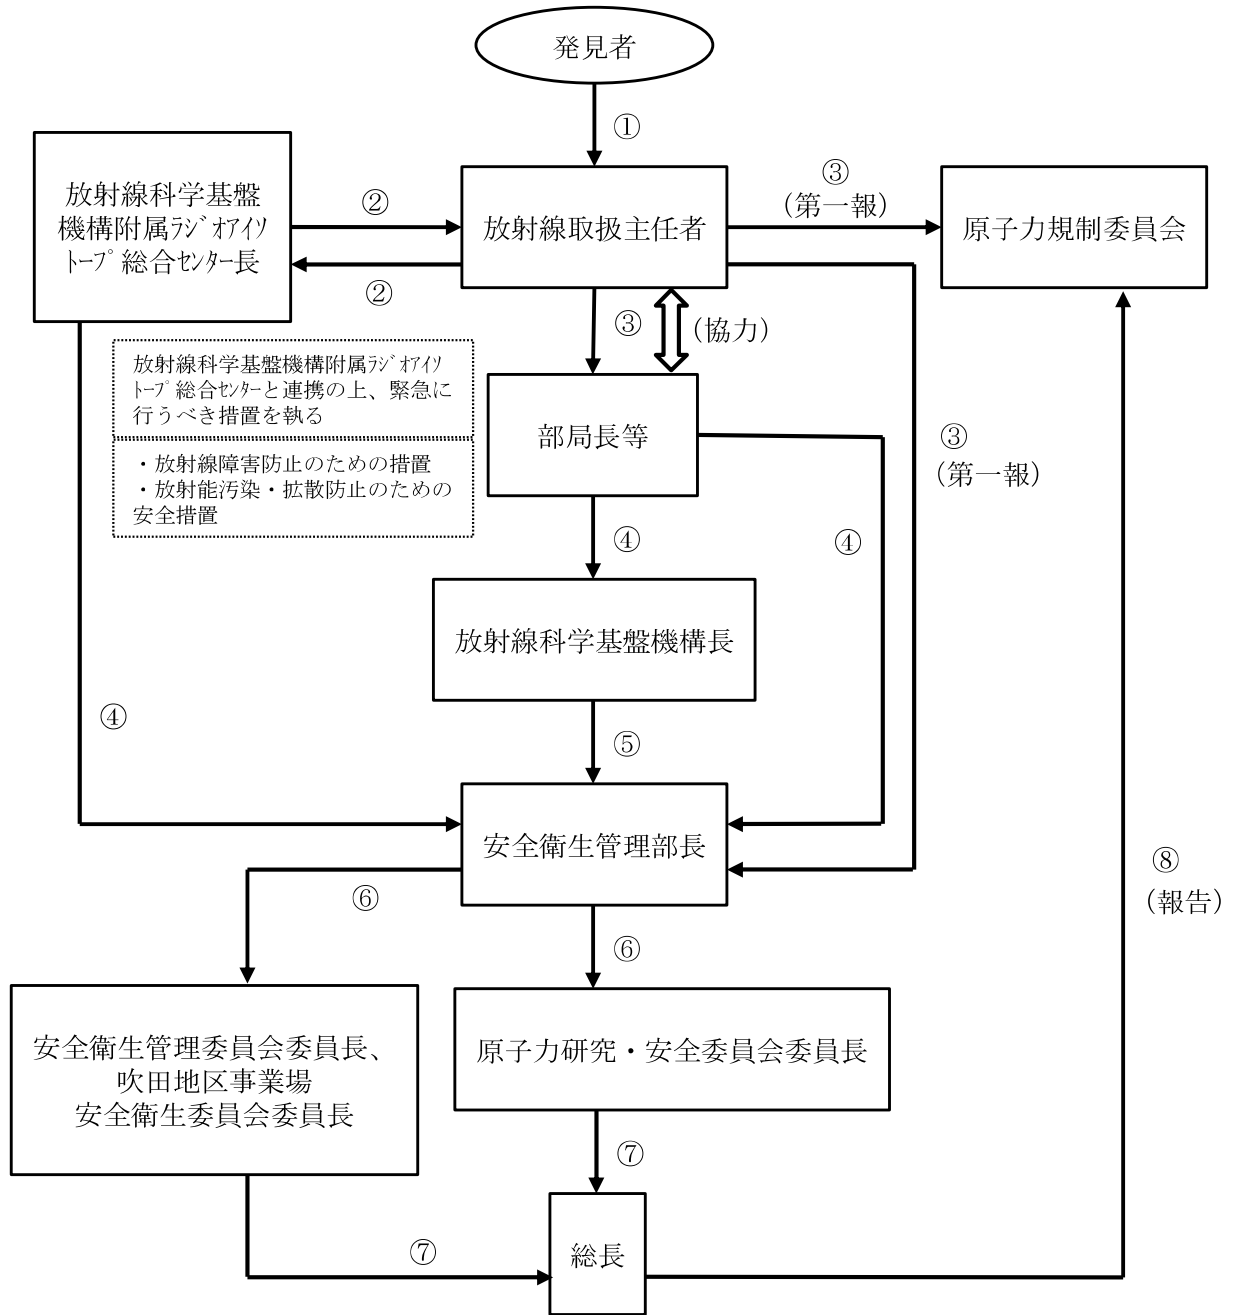 発見者
①
放射線科学基盤
機構附属ﾗｼﾞｵｱｲｿ
ﾄｰﾌﾟ総合ｾﾝﾀｰ長
②
②
放射線取扱主任者
③
（第一報）
原子力規制委員会
③
（協力）
放射線科学基盤機構附属ﾗｼﾞｵｱｲｿ
ﾄｰﾌﾟ総合ｾﾝﾀｰと連携の上、緊急に
行うべき措置を執る
・放射線障害防止のための措置
・放射能汚染・拡散防止のための
安全措置
部局長等
③
（第一報）
④
④
放射線科学基盤機構長
④
⑤
安全衛生管理部長
⑧
（報告）
⑥
⑥
安全衛生管理委員会委員長、
吹田地区事業場
安全衛生委員会委員長
原子力研究・安全委員会委員長
⑦
⑦
総長